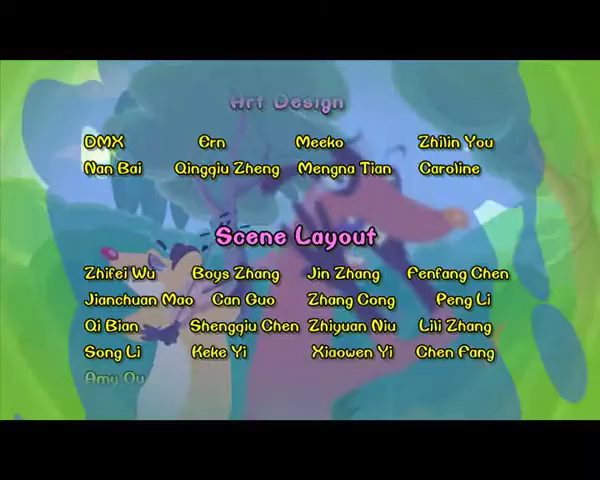 Art Design
DMX Ern Meeko Zhilin You
Nan Bai Qingqiu Zheng Mengna Tian Caroline
Scene Layout
Zhifei Wu Boys Zhang Jin Zhang Fenfang Chen
Jianchuan Mao Can Guo Zhang Cong Peng Li
Qi Bian Shengqiu Chen Zhiyuan Niu Lili Zhang
Song Li Keke Yi Xiaowen Yi Chen Fang
Amy Ou